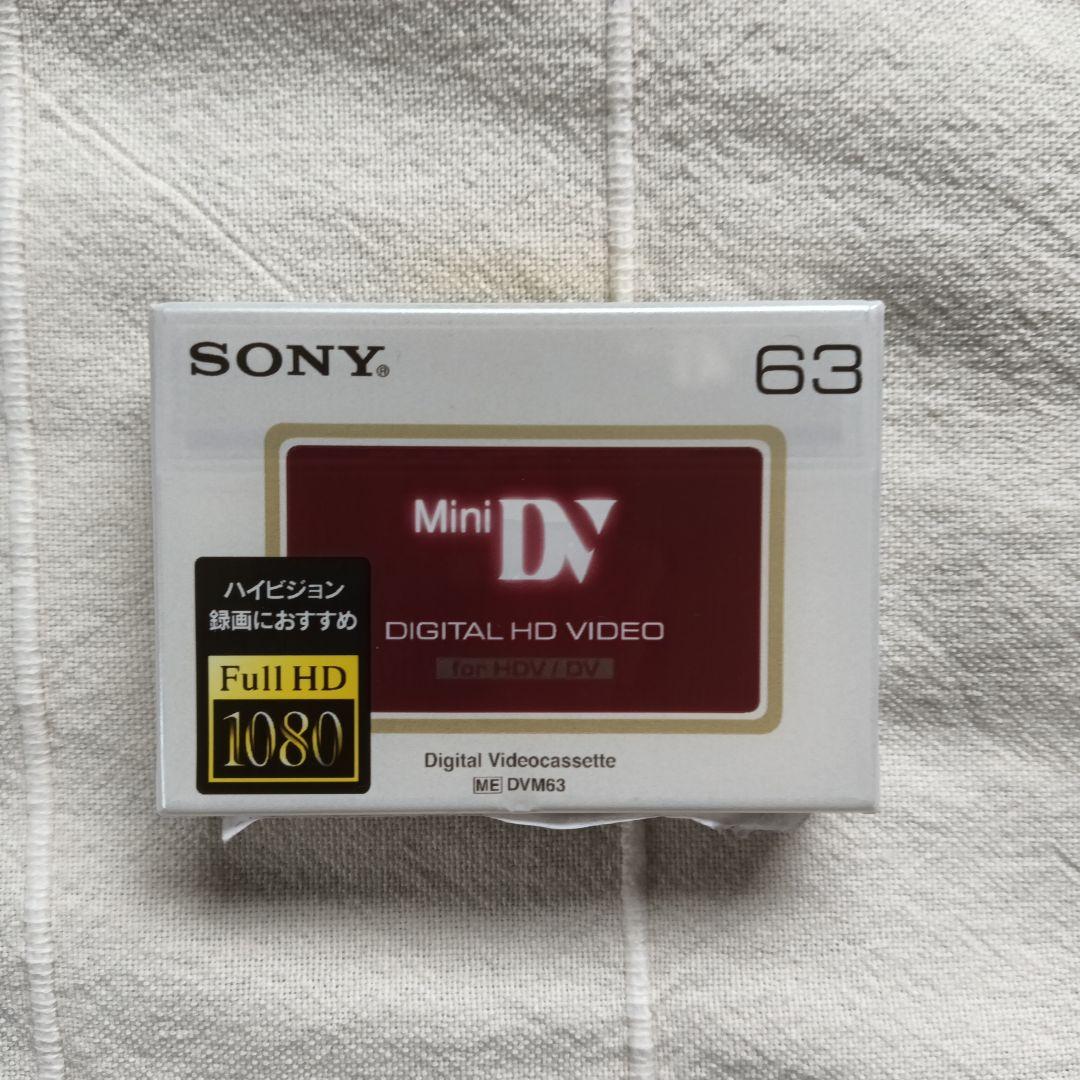 SONY®
63
Mini DV
DIGITAL HD VIDEO
for HDV / DV
ハイビジョン
録画におすすめ
Full HD
1080
Digital Videocassette
ME DVM63